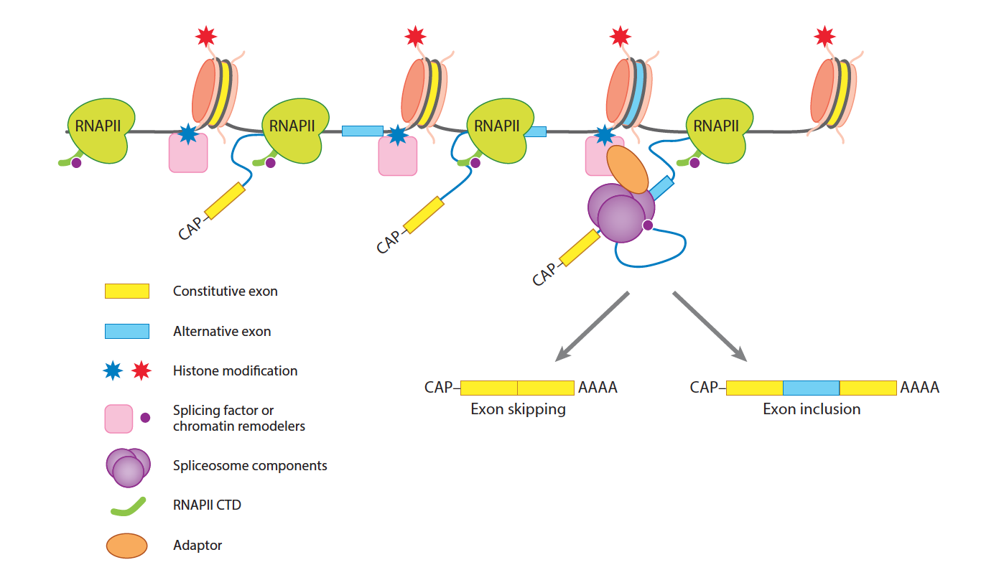 RNAPII
RNAPII
RNAPII
RNAPII
CAP–
CAP–
CAP–
Constitutive exon
Alternative exon
Histone modification
Splicing factor or
chromatin remodelers
Spliceosome components
RNAPII CTD
Adaptor
CAP– AAAA
Exon skipping
CAP– AAAA
Exon inclusion